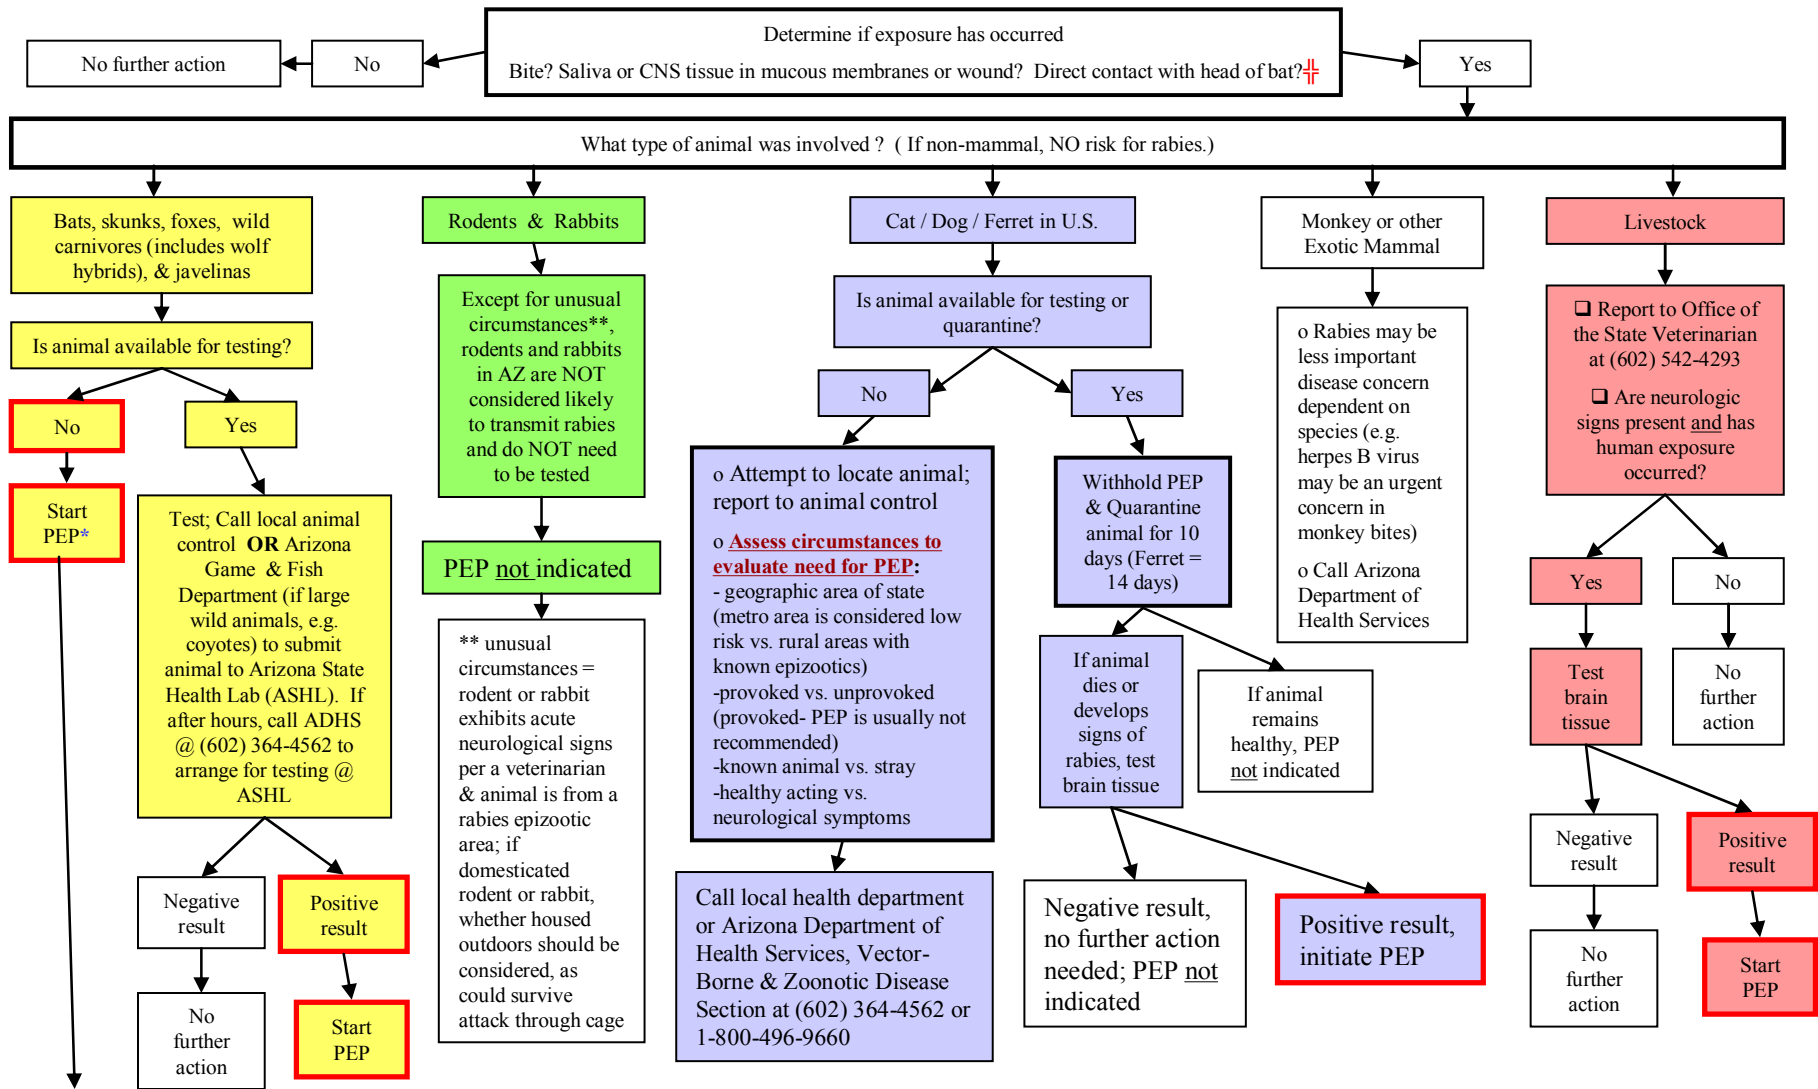 Determine if exposure has occurred
Bite? Saliva or CNS tissue in mucous membranes or wound? Direct contact with head of bat?╬
No
No further action
Yes
What type of animal was involved ? ( If non-mammal, NO risk for rabies.)
Bats, skunks, foxes, wild
carnivores (includes wolf
hybrids), & javelinas
Is animal available for testing?
No
Yes
Start
PEP*
Test; Call local animal
control OR Arizona
Game & Fish
Department (if large
wild animals, e.g.
coyotes) to submit
animal to Arizona State
Health Lab (ASHL). If
after hours, call ADHS
@ (602) 364-4562 to
arrange for testing @
ASHL
Negative
result
Positive
result
No
further
action
Start
PEP
Rodents & Rabbits
Except for unusual
circumstances**,
rodents and rabbits
in AZ are NOT
considered likely
to transmit rabies
and do NOT need
to be tested
PEP not indicated
** unusual
circumstances =
rodent or rabbit
exhibits acute
neurological signs
per a veterinarian
& animal is from a
rabies epizootic
area; if
domesticated
rodent or rabbit,
whether housed
outdoors should be
considered, as
could survive
attack through cage
Cat / Dog / Ferret in U.S.
Is animal available for testing or
quarantine?
No
Yes
o Attempt to locate animal;
report to animal control
o Assess circumstances to
evaluate need for PEP:
- geographic area of state
(metro area is considered low
risk vs. rural areas with
known epizootics)
-provoked vs. unprovoked
(provoked- PEP is usually not
recommended)
-known animal vs. stray
-healthy acting vs.
neurological symptoms
Call local health department
or Arizona Department of
Health Services, Vector-
Borne & Zoonotic Disease
Section at (602) 364-4562 or
1-800-496-9660
Withhold PEP
& Quarantine
animal for 10
days (Ferret =
14 days)
If animal
dies or
develops
signs of
rabies, test
brain tissue
If animal
remains
healthy, PEP
not indicated
Negative result,
no further action
needed; PEP not
indicated
Positive result,
initiate PEP
Monkey or other
Exotic Mammal
o Rabies may be
less important
disease concern
dependent on
species (e.g.
herpes B virus
may be an urgent
concern in
monkey bites)
o Call Arizona
Department of
Health Services
Livestock
❑ Report to Office of
the State Veterinarian
at (602) 542-4293
❑ Are neurologic
signs present and has
human exposure
occurred?
Yes
No
Test
brain
tissue
No
further
action
Negative
result
Positive
result
No
further
action
Start
PEP